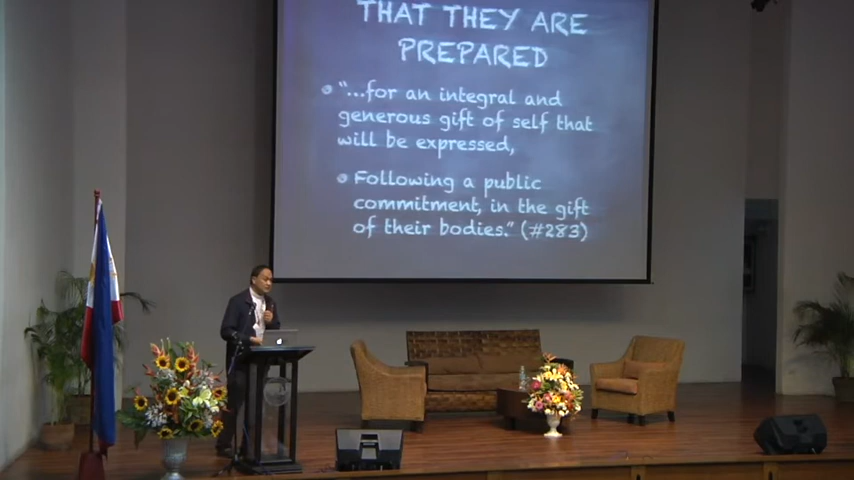 THAT THEY ARE
PREPARED
"...for an integral and
generous gift of self that
will be expressed,
Following a public
commitment, in the gift
of their bodies." (#283)